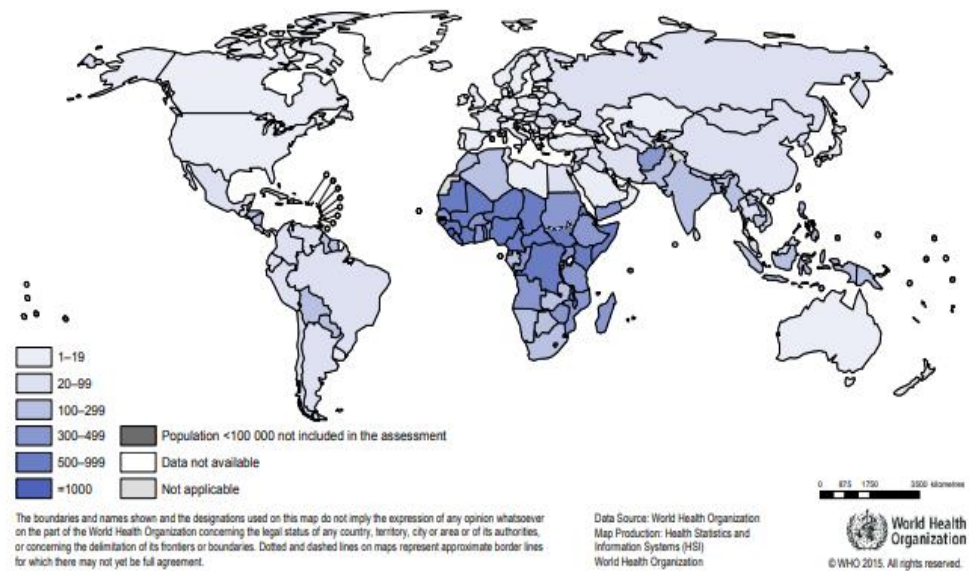 1–19
20–99
100–299
300–499
500–999
=1000
Population <100 000 not included in the assessment
Data not available
Not applicable
0 875 1750 3500 kilometres
The boundaries and names shown and the designations used on this map do not imply the expression of any opinion whatsoever
on the part of the World Health Organization concerning the legal status of any country, territory, city or area or of its authorities,
or concerning the delimitation of its frontiers or boundaries. Dotted and dashed lines on maps represent approximate border lines
for which there may not yet be full agreement.
Data Source: World Health Organization
Map Production: Health Statistics and
Information Systems (HSI)
World Health Organization
World Health
Organization
© WHO 2015. All rights reserved.